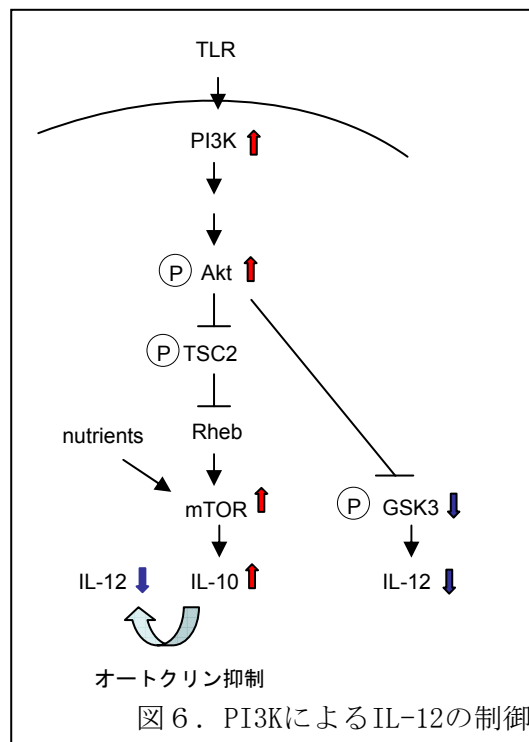 TLR
PI3K
P Akt
P TSC2
Rheb
nutrients
mTOR
P GSK3
IL-12 IL-10 IL-12
オートクリン抑制
図６．PI3KによるIL-12の制御